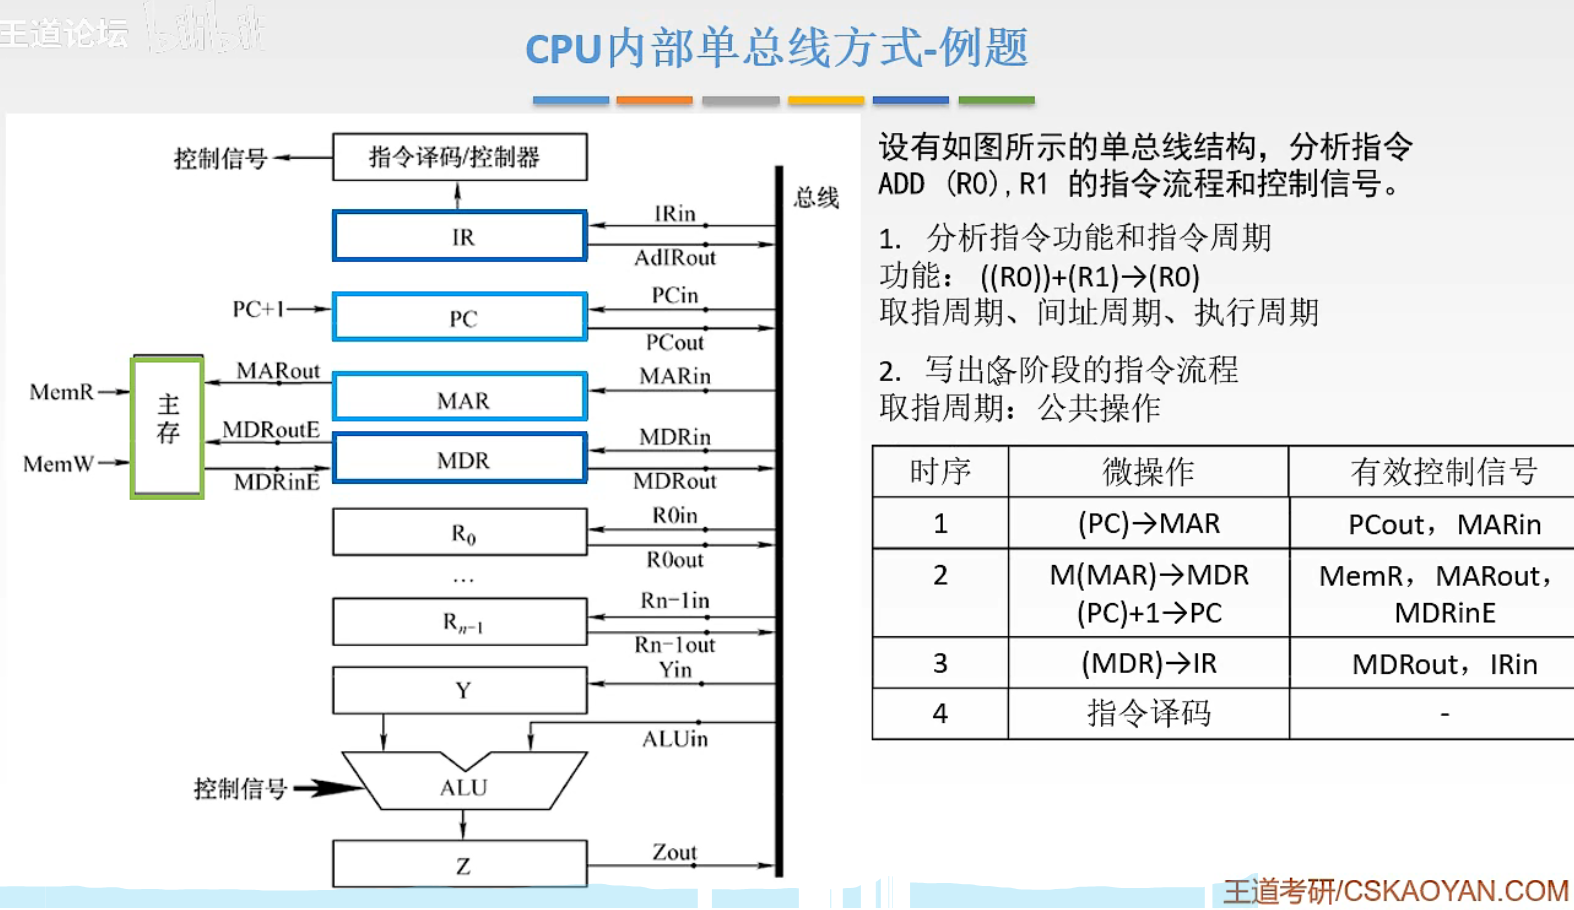 王道论坛 bilibili
CPU内部单总线方式-例题
控制信号
指令译码/控制器
总线
IR
IRin
AdIRout
PC+1
PC
PCin
PCout
MemR
MemW
主
存
MARout
MAR
MARin
MDRoutE
MDRinE
MDR
MDRin
MDRout
R0
R0in
R0out
...
Rn-1
Rn-1in
Rn-1out
Y
Yin
ALUin
控制信号
ALU
Z
Zout
设有如图所示的单总线结构，分析指令
ADD (R0),R1 的指令流程和控制信号。
1. 分析指令功能和指令周期
功能： ((R0))+(R1)→(R0)
取指周期、间址周期、执行周期
2. 写出各阶段的指令流程
取指周期：公共操作
时序 微操作 有效控制信号
1 (PC)→MAR PCout，MARin
2 M(MAR)→MDR MemR，MARout，
(PC)+1→PC MDRinE
3 (MDR)→IR MDRout，IRin
4 指令译码 -
王道考研/CSKAOYAN.COM